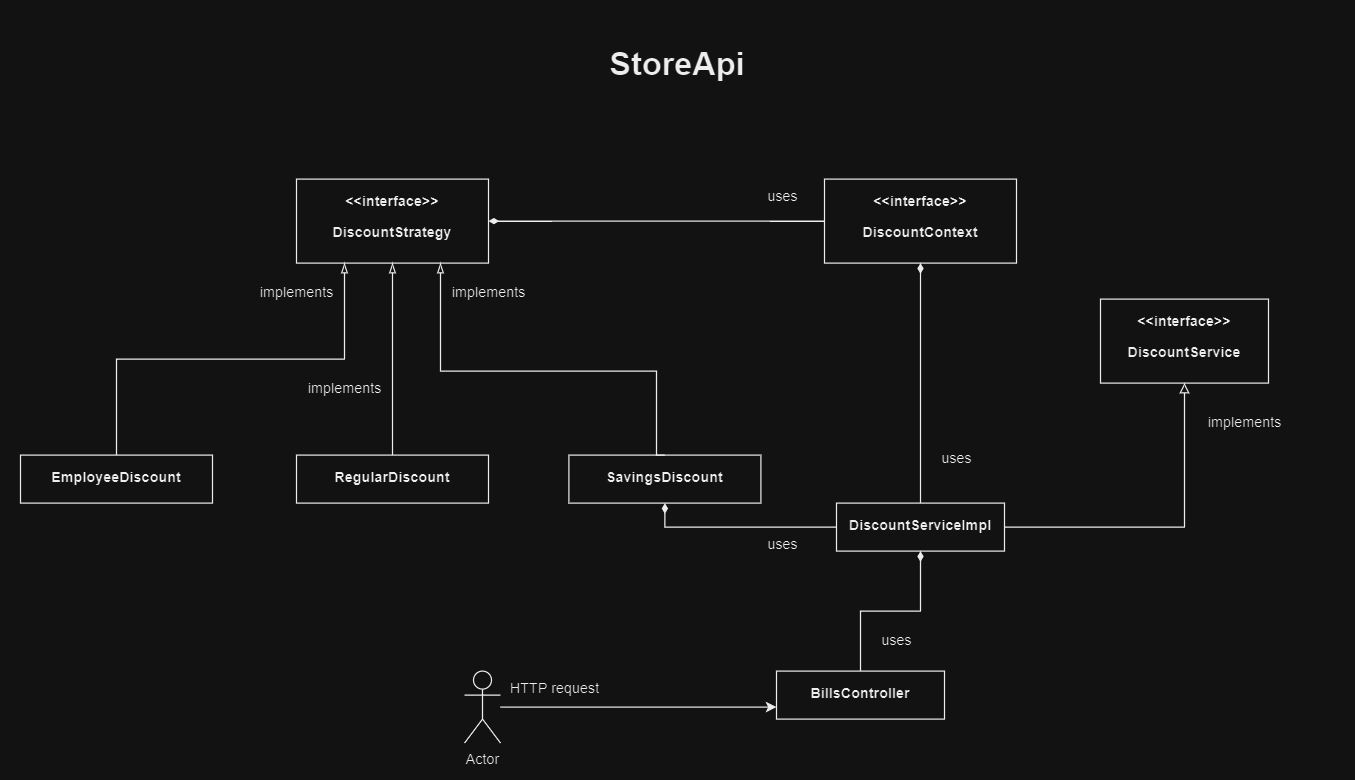 StoreApi
<<interface>>
DiscountStrategy
uses
<<interface>>
DiscountContext
implements
implements
<<interface>>
DiscountService
implements
implements
EmployeeDiscount
RegularDiscount
SavingsDiscount
uses
DiscountServiceImpl
uses
uses
HTTP request
BillsController
Actor